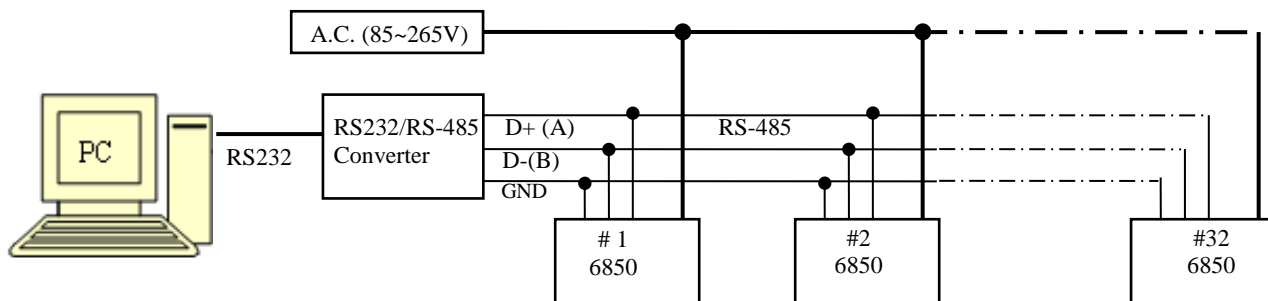 A.C. (85~265V)
PC
RS232
RS232/RS-485
Converter
D+ (A)
RS-485
D-(B)
GND
# 1
6850
#2
6850
#32
6850